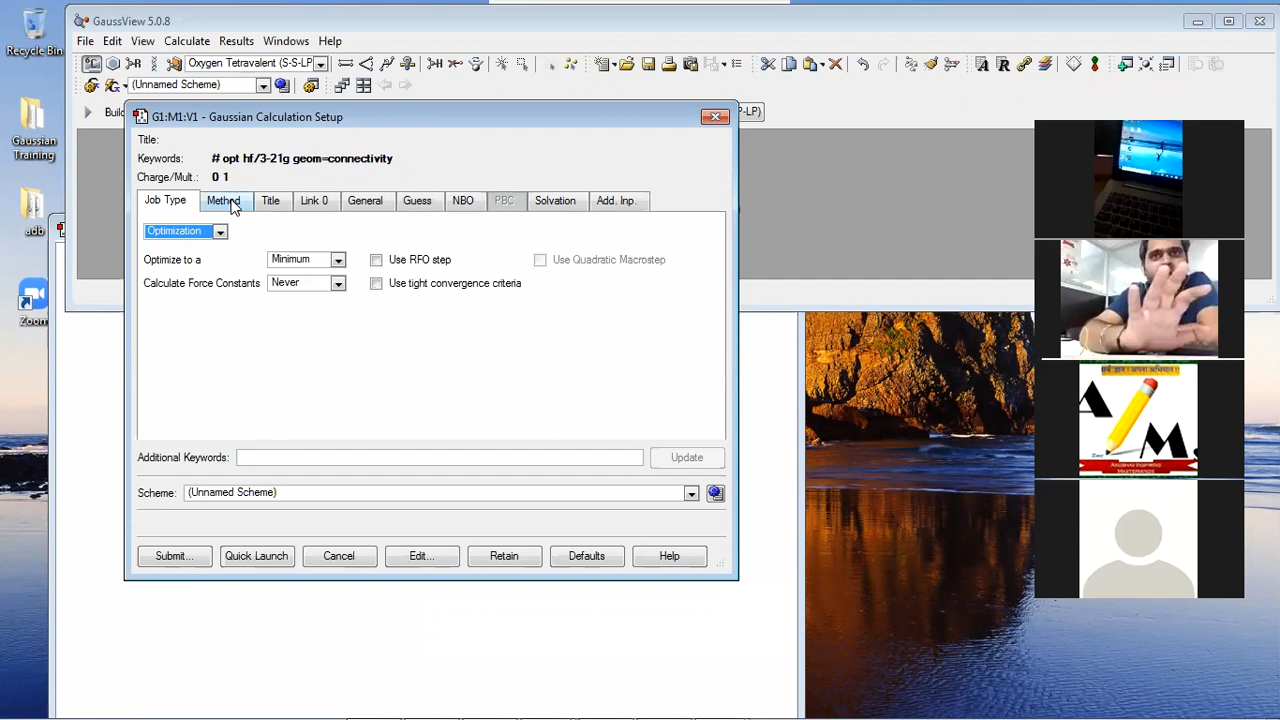 Recycle Bin
Gaussian
Training
adb
Zoom
GaussView 5.0.8
File Edit View Calculate Results Windows Help
Oxygen Tetravalent (S-S-LP
(Unnamed Scheme)
G1:M1:V1 - Gaussian Calculation Setup
Title:
Keywords: # opt hf/3-21g geom=connectivity
Charge/Mult.: 0 1
Job Type Method Title Link 0 General Guess NBO PBC Solvation Add. Inp.
Optimization
Optimize to a Minimum Use RFO step Use Quadratic Macrostep
Calculate Force Constants Never Use tight convergence criteria
Additional Keywords: Update
Scheme: (Unnamed Scheme)
Submit... Quick Launch Cancel Edit... Retain Defaults Help
A
M.